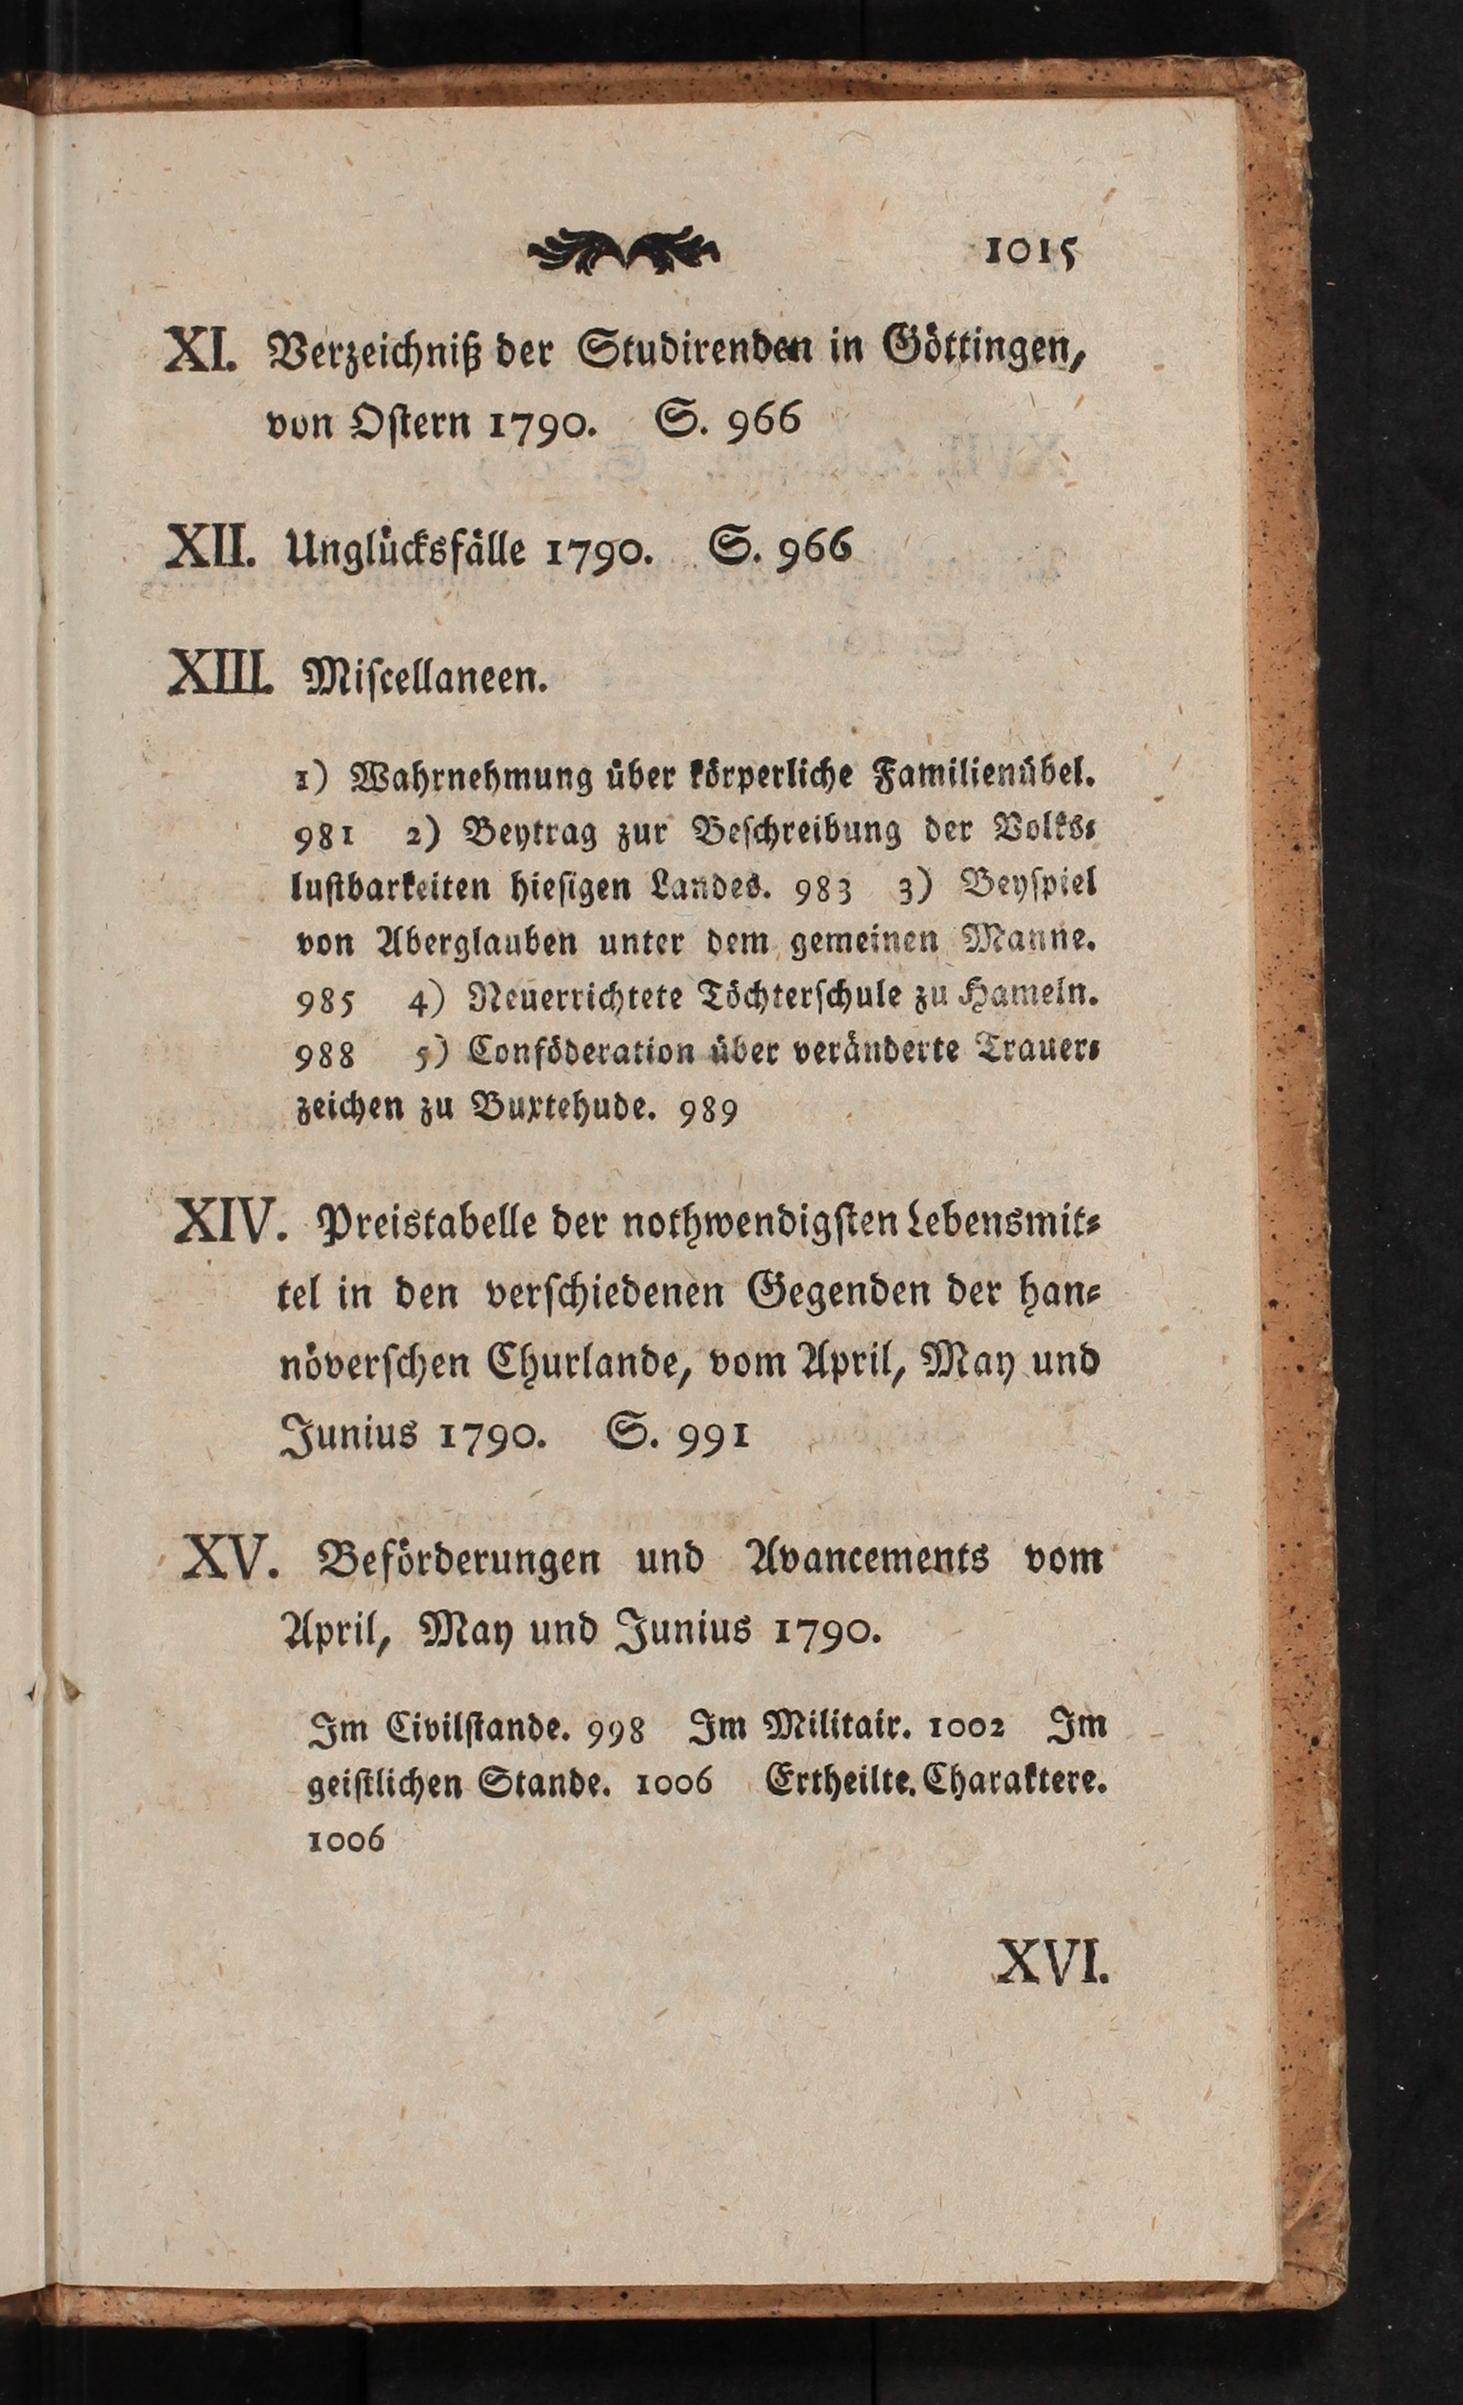 1015
XI. Verzeichniß der Studirenden in Göttingen,
von Oſtern 1790. S. 966
XII. Unglücksfälle 1790. S. 966
XIII. Miſcellaneen.
1) Wahrnehmung über körperliche Familienübel.
981 2) Beytrag zur Beſchreibung der Volks⸗
luſtbarkeiten hieſigen Landes. 983 3) Beyſpiel
von Aberglauben unter dem gemeinen Manne.
985 4) Neuerrichtete Töchterſchule zu Hameln.
988 5) Conföderation über veränderte Trauer⸗
zeichen zu Buxtehude. 989
XIV. Preistabelle der nothwendigſten Lebensmit⸗
tel in den verſchiedenen Gegenden der han⸗
növerſchen Churlande, vom April, May und
Junius 1790. S. 991
XV. Beförderungen und Avancements vom
April, May und Junius 1790.
Im Civilſtande. 998 Im Militair. 1002 Im
geiſtlichen Stande. 1006 Ertheilte. Charaktere.
1006
XVI.